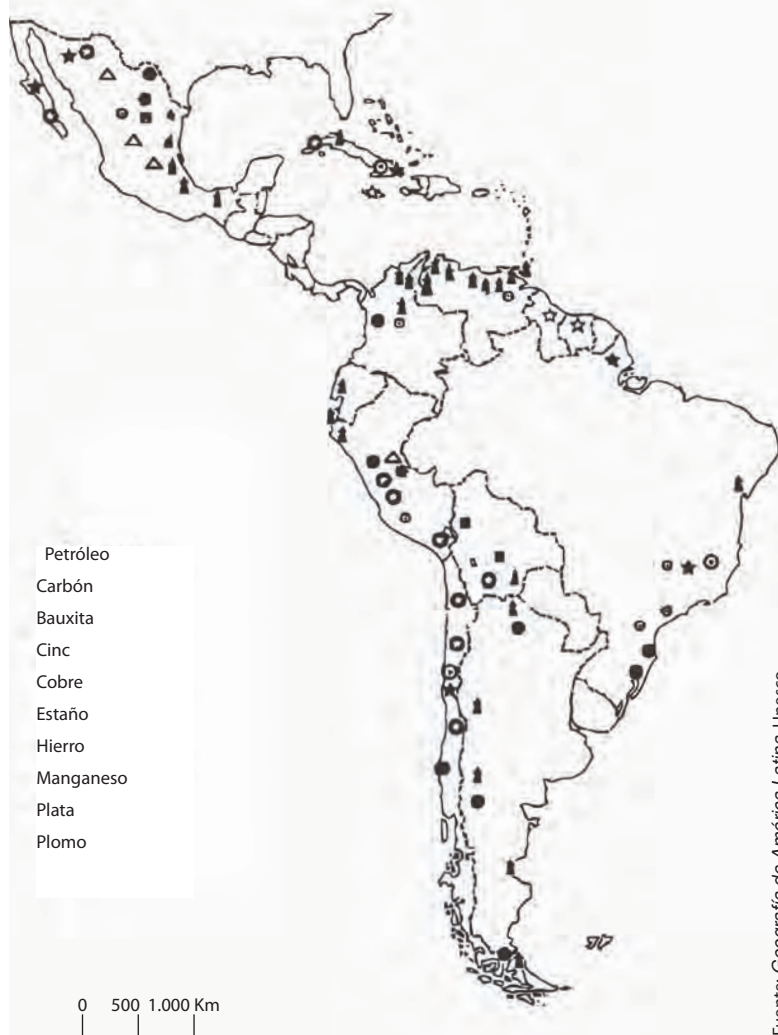 Petróleo
Carbón
Bauxita
Cinc
Cobre
Estaño
Hierro
Manganeso
Plata
Plomo
0 500 1.000 Km
Geografía de América Latina Unesco